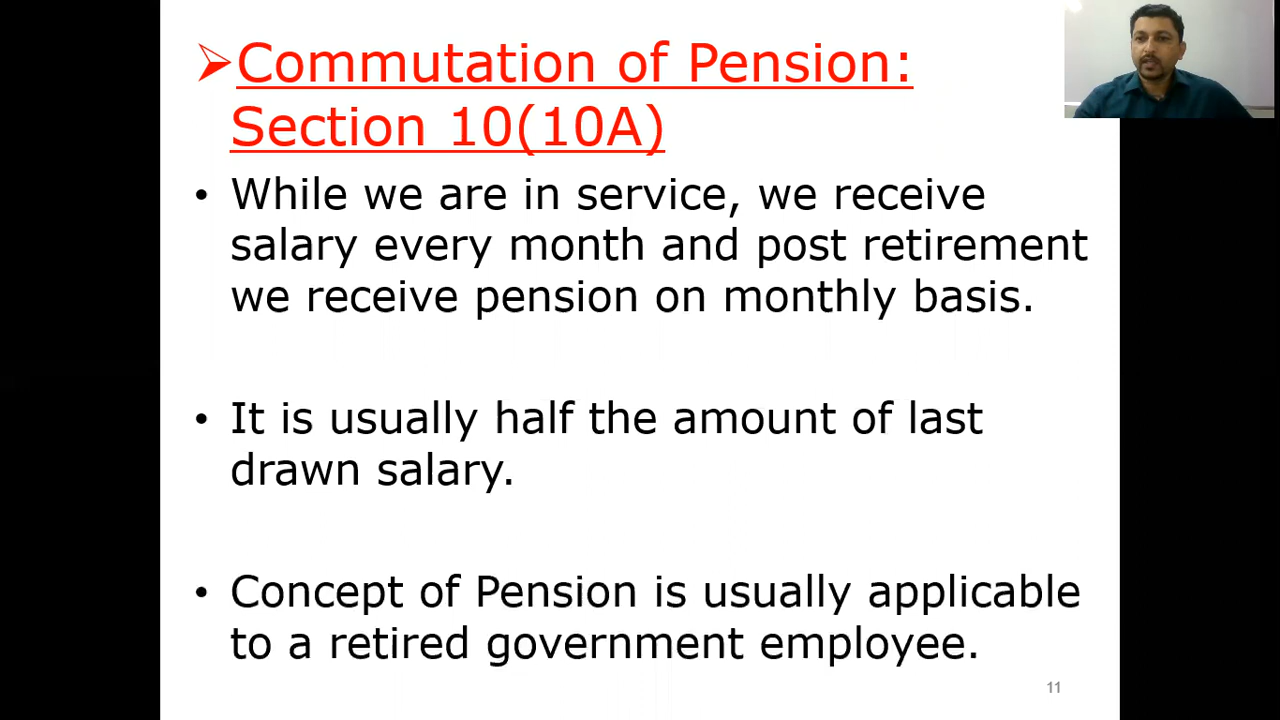 ➢Commutation of Pension:
Section 10(10A)
• While we are in service, we receive
salary every month and post retirement
we receive pension on monthly basis.
• It is usually half the amount of last
drawn salary.
• Concept of Pension is usually applicable
to a retired government employee.
11